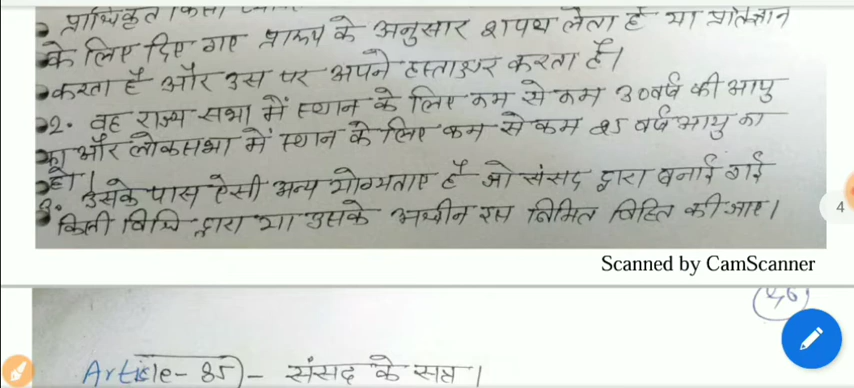 प्राधिकृत किसी
के लिए दिए गए प्रारूप के अनुसार शपथ लेता है या प्रतिज्ञान
करता है और उस पर अपने हस्ताक्षर करता है।
2. वह राज्य सभा में स्थान के लिए कम से कम 30 वर्ष की आयु
का और लोकसभा में स्थान के लिए कम से कम 25 वर्ष आयु का
हो।
3. उसके पास ऐसी अन्य योग्यताएं है जो संसद द्वारा बनाई गई
किसी विधि द्वारा या उसके अधीन इस निमित विहित की जाए।
4
Scanned by CamScanner
(46)
Article-85) - संसद के सत्र।